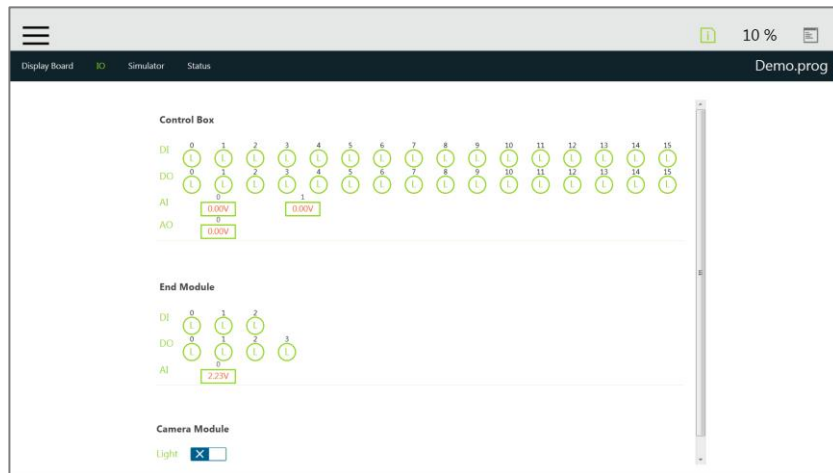 10 %
Display Board IO Simulator Status Demo.prog
Control Box
0 1 2 3 4 5 6 7 8 9 10 11 12 13 14 15
DI L L L L L L L L L L L L L L L L
0 1 2 3 4 5 6 7 8 9 10 11 12 13 14 15
DO L L L L L L L L L L L L L L L L
0 1
AI 0.00V 0.00V
0
AO 0.00V
End Module
0 1 2
DI L L L
0 1 2 3
DO L L L L
0
AI 2.23V
Camera Module
Light